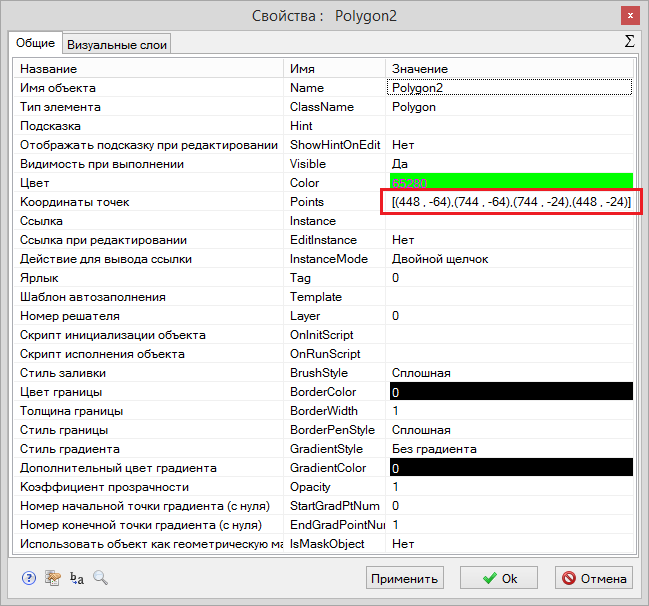 Свойства : Polygon2
x
Общие Визуальные слои Σ
Название Имя Значение
Имя объекта Name Polygon2
Тип элемента ClassName Polygon
Подсказка Hint
Отображать подсказку при редактировании ShowHintOnEdit Нет
Видимость при выполнении Visible Да
Цвет Color 65280
Координаты точек Points [(448 , -64),(744 , -64),(744 , -24),(448 , -24)]
Ссылка Instance
Ссылка при редактировании EditInstance Нет
Действие для вывода ссылки InstanceMode Двойной щелчок
Ярлык Tag 0
Шаблон автозаполнения Template
Номер решателя Layer 0
Скрипт инициализации объекта OnInitScript
Скрипт исполнения объекта OnRunScript
Стиль заливки BrushStyle Сплошная
Цвет границы BorderColor 0
Толщина границы BorderWidth 1
Стиль границы BorderPenStyle Сплошная
Стиль градиента GradientStyle Без градиента
Дополнительный цвет градиента GradientColor 0
Коэффициент прозрачности Opacity 1
Номер начальной точки градиента (с нуля) StartGradPtNum 0
Номер конечной точки градиента (с нуля) EndGradPointNur 1
Использовать объект как геометрическую ма IsMaskObject Нет
? b a Применить Ok Отмена